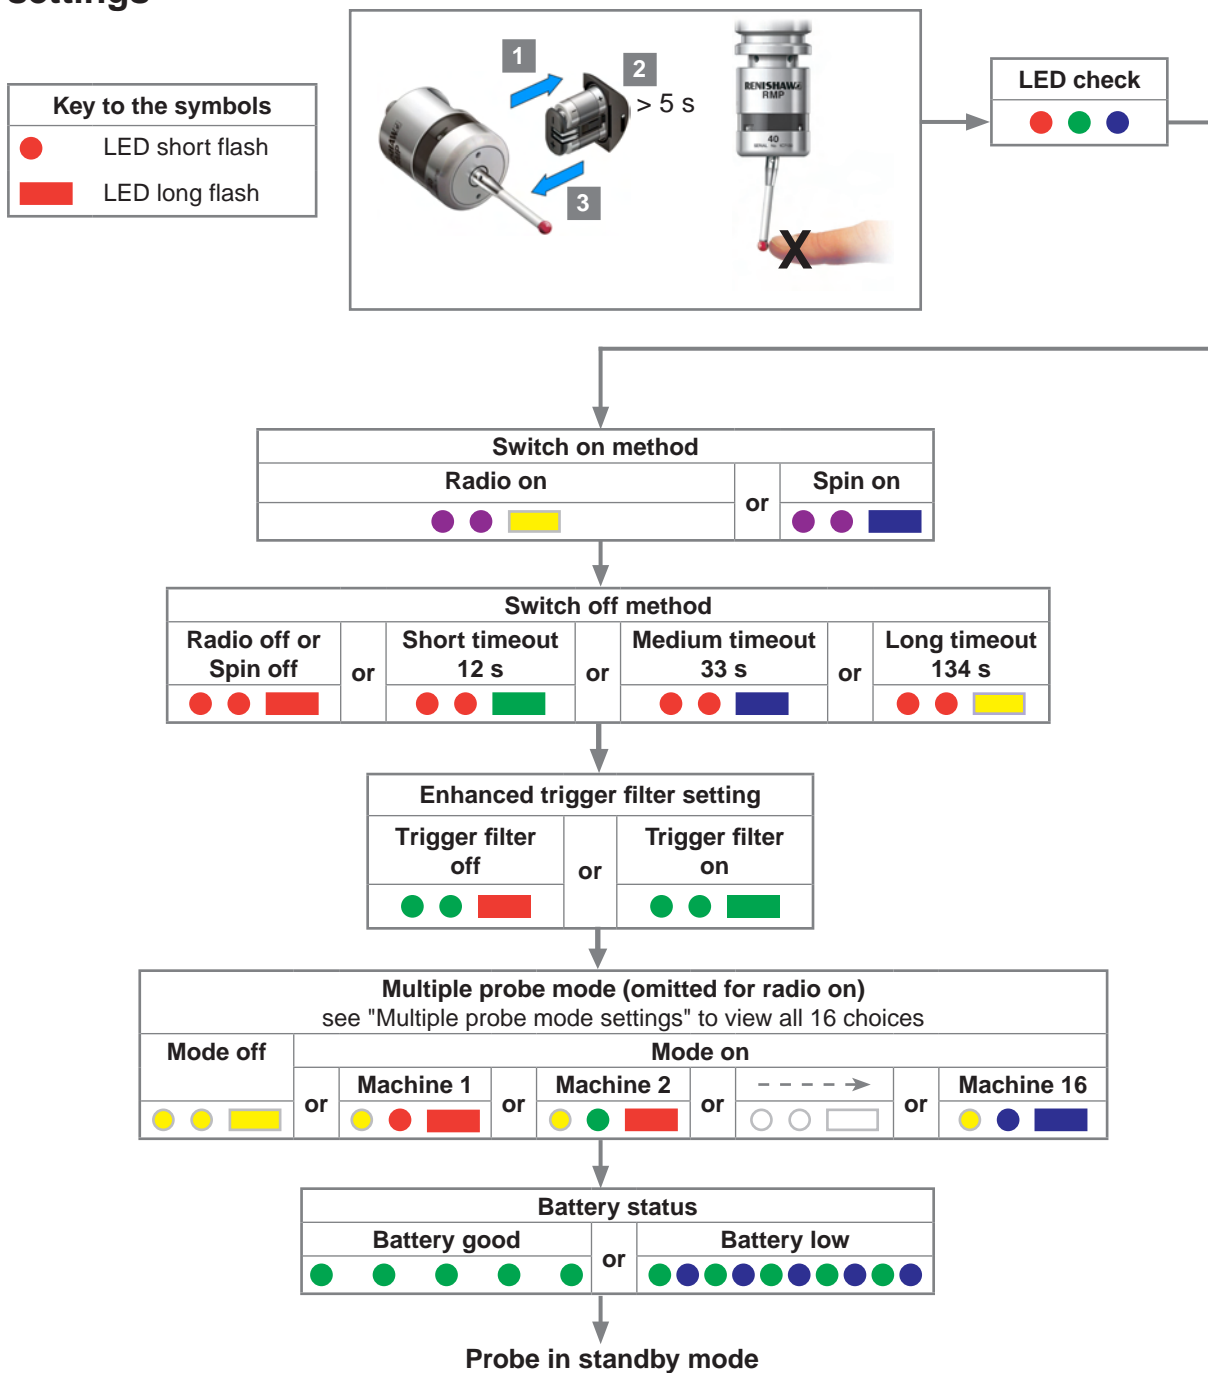 settings
Key to the symbols
LED short flash
LED long flash
1
2
> 5 s
3
RENISHAW
RMP
40
X
LED check
Switch on method
Radio on
or
Spin on
Switch off method
Radio off or
Spin off
or
Short timeout
12 s
or
Medium timeout
33 s
or
Long timeout
134 s
Enhanced trigger filter setting
Trigger filter
off
or
Trigger filter
on
Multiple probe mode (omitted for radio on)
see "Multiple probe mode settings" to view all 16 choices
Mode off
Mode on
or
Machine 1
or
Machine 2
or
or
Machine 16
Battery status
Battery good
or
Battery low
Probe in standby mode